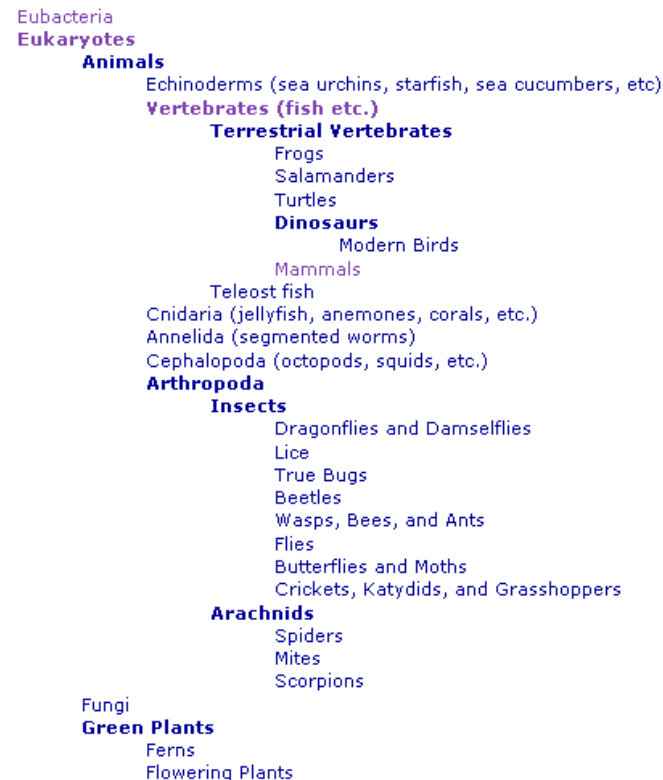 Eubacteria
Eukaryotes
Animals
Echinoderms (sea urchins, starfish, sea cucumbers, etc)
Vertebrates (fish etc.)
Terrestrial Vertebrates
Frogs
Salamanders
Turtles
Dinosaurs
Modern Birds
Mammals
Teleost fish
Cnidaria (jellyfish, anemones, corals, etc.)
Annelida (segmented worms)
Cephalopoda (octopods, squids, etc.)
Arthropoda
Insects
Dragonflies and Damselflies
Lice
True Bugs
Beetles
Wasps, Bees, and Ants
Flies
Butterflies and Moths
Crickets, Katydids, and Grasshoppers
Arachnids
Spiders
Mites
Scorpions
Fungi
Green Plants
Ferns
Flowering Plants